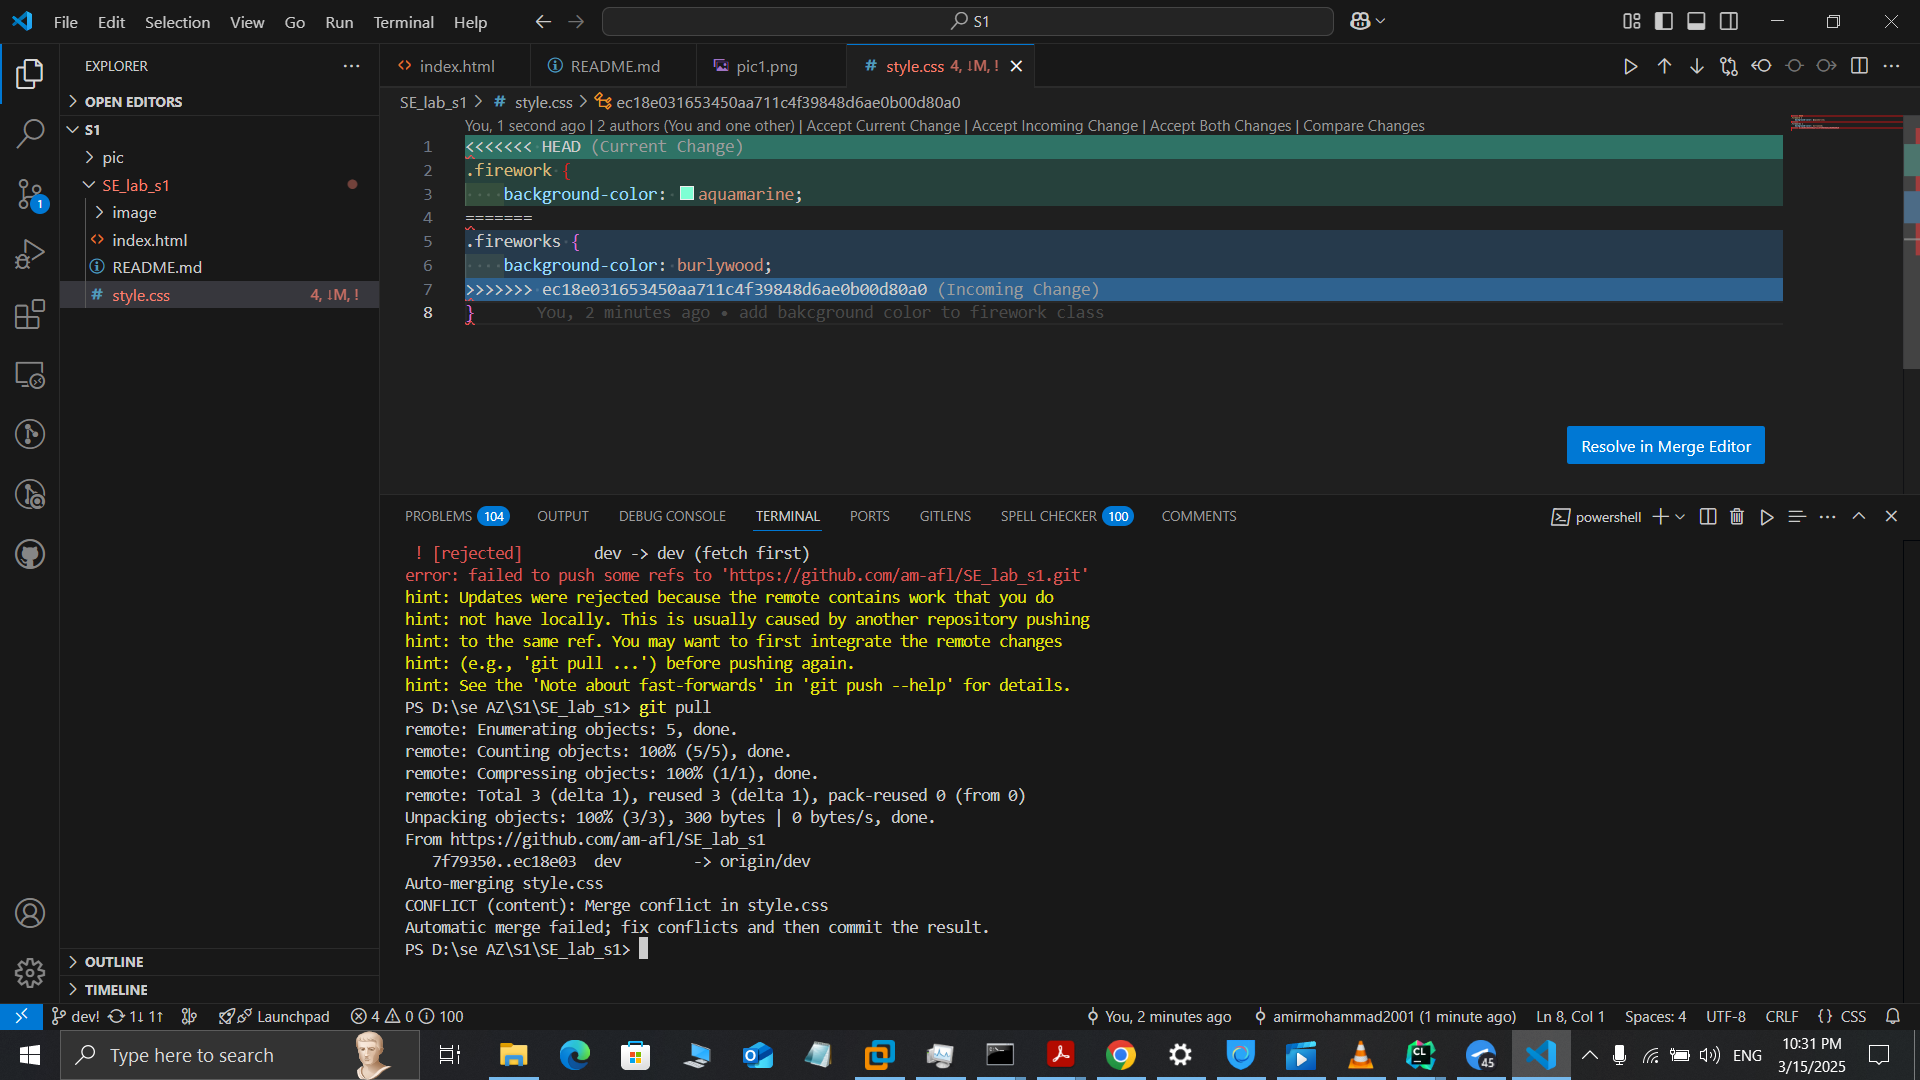 File Edit Selection View Go Run Terminal Help
S1
EXPLORER
OPEN EDITORS
S1
pic
SE_lab_s1
image
index.html
README.md
style.css 4, ↓M, !
OUTLINE
TIMELINE
1
index.html README.md pic1.png style.css 4, ↓M, !
SE_lab_s1 > # style.css > ec18e031653450aa711c4f39848d6ae0b00d80a0
You, 1 second ago | 2 authors (You and one other) | Accept Current Change | Accept Incoming Change | Accept Both Changes | Compare Changes
1 <<<<<<< HEAD (Current Change)
2 .firework {
3 ····background-color: aquamarine;
4 =======
5 .fireworks {
6 ····background-color: burlywood;
7 >>>>>>> ec18e031653450aa711c4f39848d6ae0b00d80a0 (Incoming Change)
8 } You, 2 minutes ago • add bakcground color to firework class
Resolve in Merge Editor
PROBLEMS 104 OUTPUT DEBUG CONSOLE TERMINAL PORTS GITLENS SPELL CHECKER 100 COMMENTS
powershell
! [rejected] dev -> dev (fetch first)
error: failed to push some refs to 'https://github.com/am-afl/SE_lab_s1.git'
hint: Updates were rejected because the remote contains work that you do
hint: not have locally. This is usually caused by another repository pushing
hint: to the same ref. You may want to first integrate the remote changes
hint: (e.g., 'git pull ...') before pushing again.
hint: See the 'Note about fast-forwards' in 'git push --help' for details.
PS D:\se AZ\S1\SE_lab_s1> git pull
remote: Enumerating objects: 5, done.
remote: Counting objects: 100% (5/5), done.
remote: Compressing objects: 100% (1/1), done.
remote: Total 3 (delta 1), reused 3 (delta 1), pack-reused 0 (from 0)
Unpacking objects: 100% (3/3), 300 bytes | 0 bytes/s, done.
From https://github.com/am-afl/SE_lab_s1
7f79350..ec18e03 dev -> origin/dev
Auto-merging style.css
CONFLICT (content): Merge conflict in style.css
Automatic merge failed; fix conflicts and then commit the result.
PS D:\se AZ\S1\SE_lab_s1>
dev! 1↓ 1↑ Launchpad 4 0 100 You, 2 minutes ago amirmohammad2001 (1 minute ago) Ln 8, Col 1 Spaces: 4 UTF-8 CRLF {} CSS
Type here to search
CL
45
ENG
10:31 PM
3/15/2025